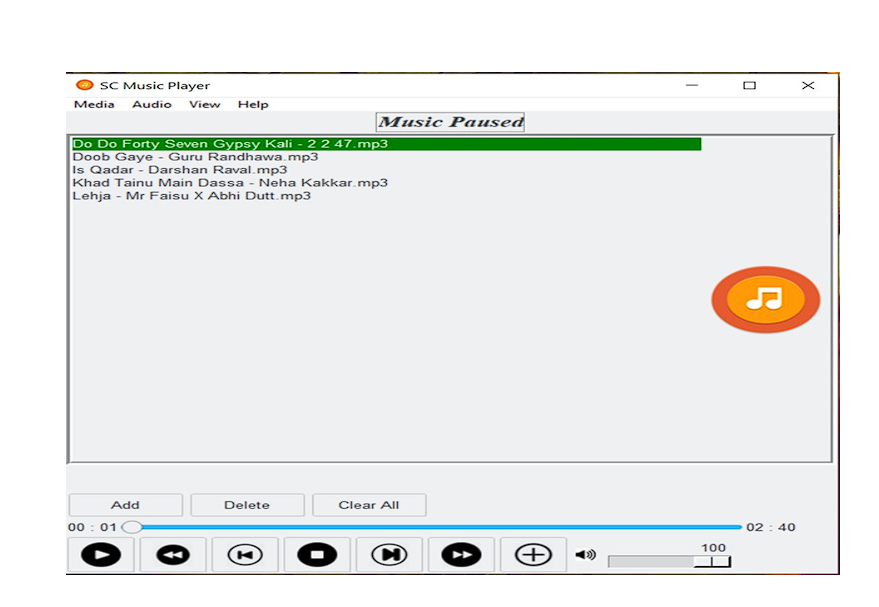 SC Music Player
Media Audio View Help
Music Paused
Do Do Forty Seven Gypsy Kali - 2 2 47.mp3
Doob Gaye - Guru Randhawa.mp3
Is Qadar - Darshan Raval.mp3
Khad Tainu Main Dassa - Neha Kakkar.mp3
Lehja - Mr Faisu X Abhi Dutt.mp3
Add Delete Clear All
00 : 01 02 : 40
100